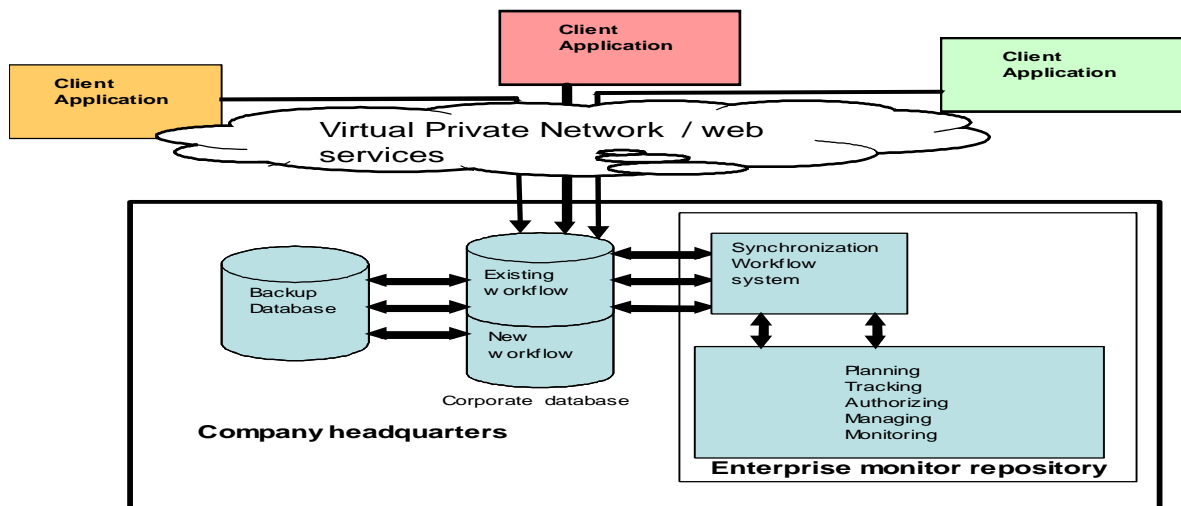 Client
Application
Client
Application
Client
Application
Virtual Private Network / web
services
Backup
Database
Existing
workflow
New
workflow
Corporate database
Synchronization
Workflow
system
Planning
Tracking
Authorizing
Managing
Monitoring
Company headquarters
Enterprise monitor repository